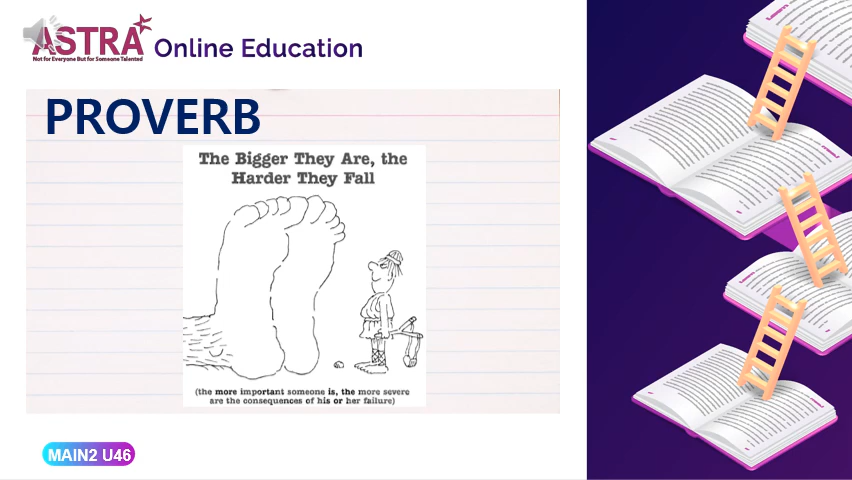 ASTRA
Not for Everyone But for Someone Talented
Online Education
PROVERB
The Bigger They Are, the
Harder They Fall
(the more important someone is, the more severe
are the consequences of his or her failure)
MAIN2 U46